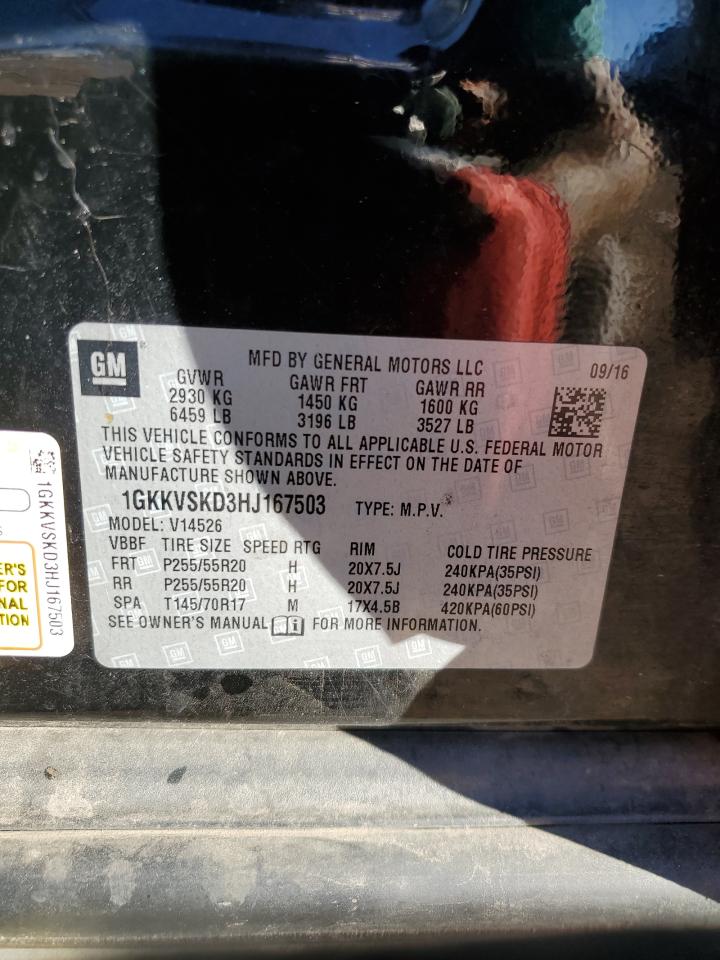 GM
MFD BY GENERAL MOTORS LLC 09/16
GVWR GAWR FRT GAWR RR
2930 KG 1450 KG 1600 KG
6459 LB 3196 LB 3527 LB
THIS VEHICLE CONFORMS TO ALL APPLICABLE U.S. FEDERAL MOTOR
VEHICLE SAFETY STANDARDS IN EFFECT ON THE DATE OF
MANUFACTURE SHOWN ABOVE.
1GKKVSKD3HJ167503 TYPE: M.P.V.
MODEL: V14526
VBBF TIRE SIZE SPEED RTG RIM COLD TIRE PRESSURE
FRT P255/55R20 H 20X7.5J 240KPA(35PSI)
RR P255/55R20 H 20X7.5J 240KPA(35PSI)
SPA T145/70R17 M 17X4.5B 420KPA(60PSI)
SEE OWNER'S MANUAL FOR MORE INFORMATION.
1GKKVSKD3HJ167503
ER'S
FOR
NAL
TION